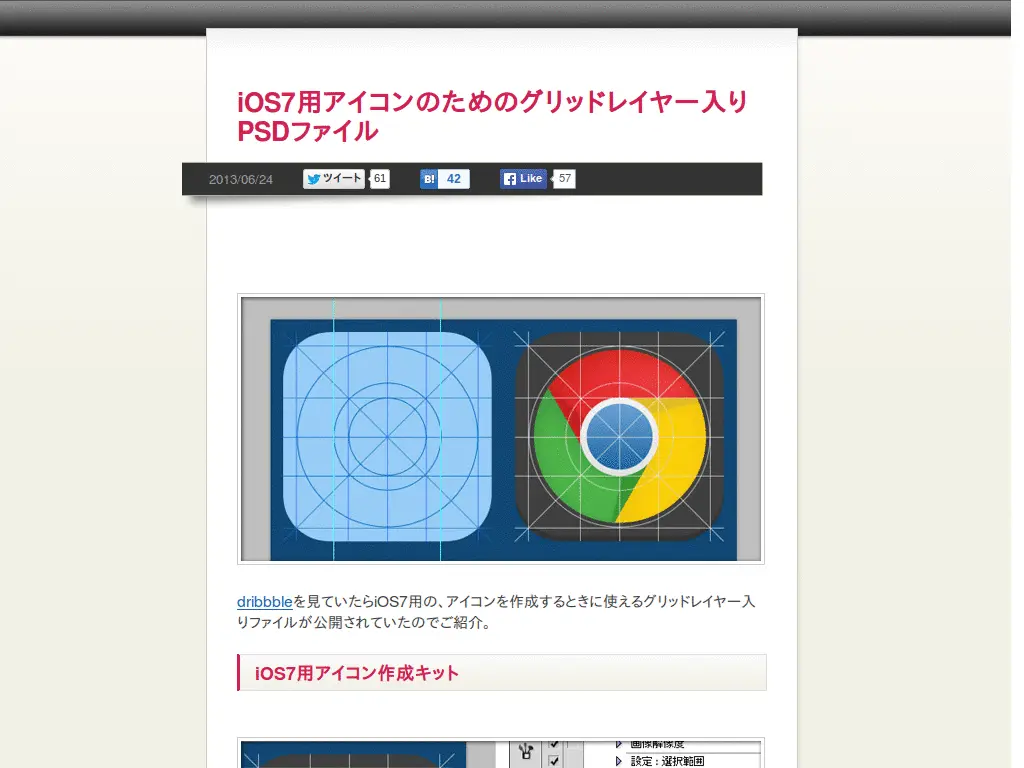 iOS7用アイコンのためのグリッドレイヤー入り
PSDファイル
2013/06/24 ツイート 61 B! 42 Like 57
dribbbleを見ていたらiOS7用の、アイコンを作成するときに使えるグリッドレイヤー入
りファイルが公開されていたのでご紹介。
iOS7用アイコン作成キット
画像解像度
設定 : 選択範囲